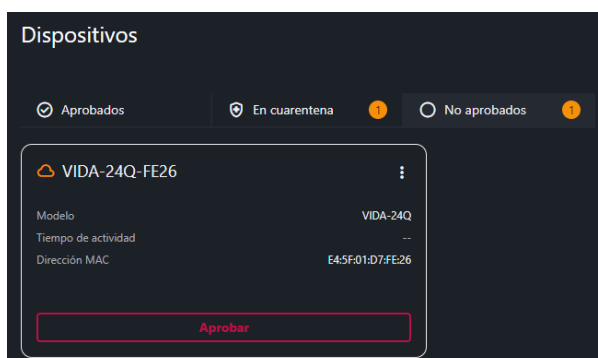 Dispositivos
Aprobados
En cuarentena 1
No aprobados 1
VIDA-24Q-FE26
Modelo VIDA-24Q
Tiempo de actividad --
Dirección MAC E4:5F:01:D7:FE:26
Aprobar